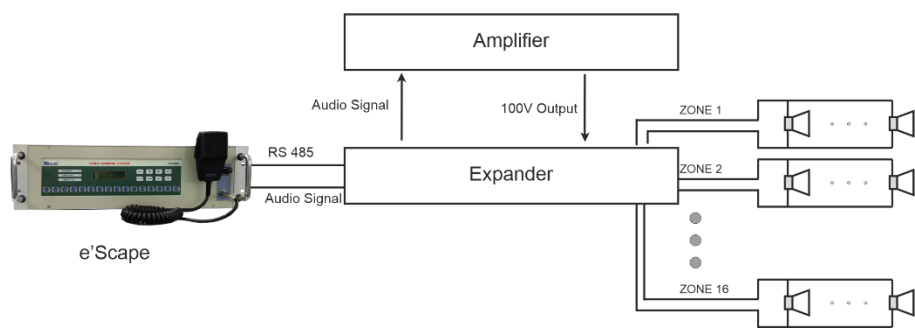 Amplifier
Audio Signal
100V Output
ZONE 1
RS 485
Expander
ZONE 2
Audio Signal
e'Scape
ZONE 16